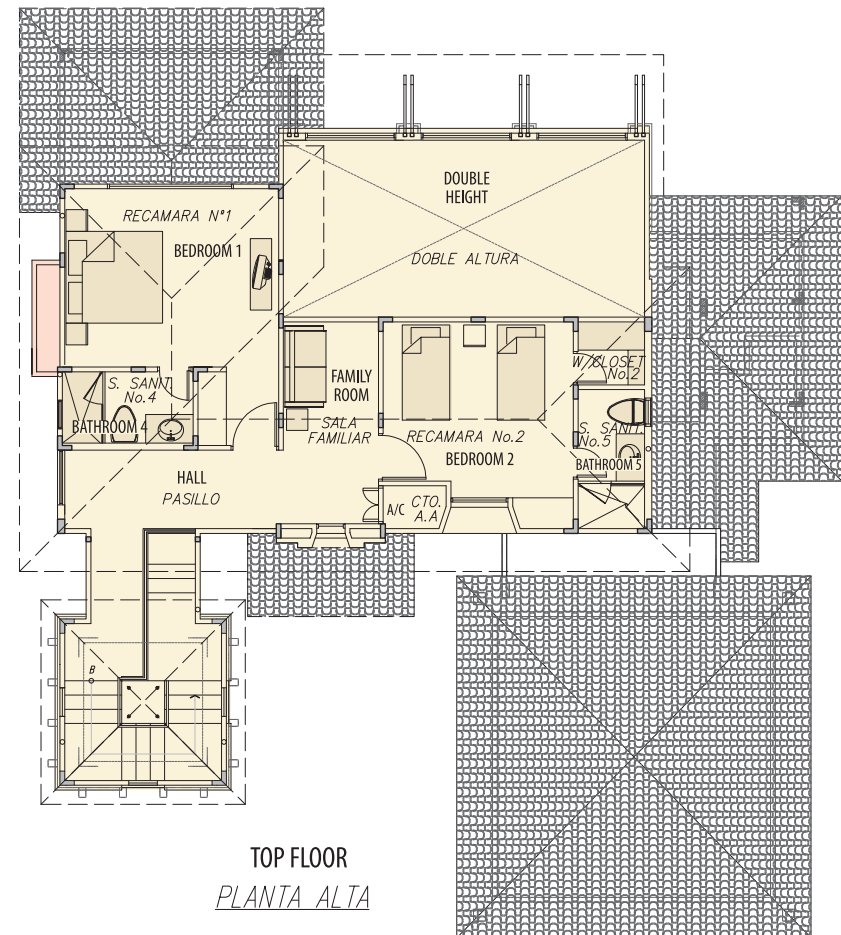 DOUBLE
HEIGHT
DOBLE ALTURA
RECAMARA Nº1
BEDROOM 1
S. SANIT.
No.4
BATHROOM 4
FAMILY
ROOM
SALA
FAMILIAR
RECAMARA No.2
BEDROOM 2
W/CLOSET
No.2
S. SANIT.
No.5
BATHROOM 5
HALL
PASILLO
A/C
CTO.
A.A
B
TOP FLOOR
PLANTA ALTA